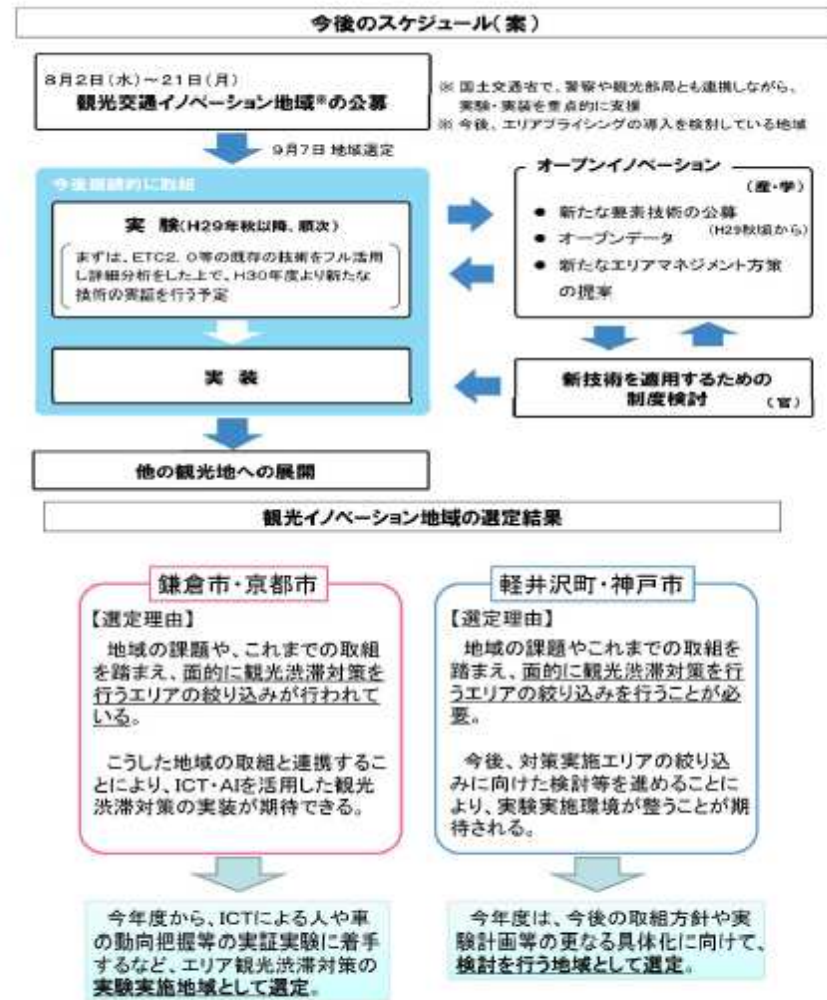 今後のスケジュール(案)
8月2日(水)～21日(月)
観光交通イノベーション地域※の公募
※ 国土交通省で、警察や観光部局とも連携しながら、
実験・実装を重点的に支援
※ 今後、エリアプライシングの導入を検討している地域
9月7日 地域選定
今後継続的に取組
実 験(H29年秋以降、順次)
まずは、ETC2.0等の既存の技術をフル活用
し詳細分析をした上で、H30年度より新たな
技術の実証を行う予定
実 装
オープンイノベーション
(産・学)
● 新たな要素技術の公募
● オープンデータ (H29秋頃から)
● 新たなエリアマネジメント方策
の提案
新技術を適用するための
制度検討 (官)
他の観光地への展開
観光イノベーション地域の選定結果
鎌倉市・京都市
【選定理由】
地域の課題や、これまでの取組
を踏まえ、面的に観光渋滞対策を
行うエリアの絞り込みが行われて
いる。
こうした地域の取組と連携するこ
とにより、ICT・AIを活用した観光
渋滞対策の実装が期待できる。
今年度から、ICTによる人や車
の動向把握等の実証実験に着手
するなど、エリア観光渋滞対策の
実験実施地域として選定。
軽井沢町・神戸市
【選定理由】
地域の課題やこれまでの取組を
踏まえ、面的に観光渋滞対策を行
うエリアの絞り込みを行うことが必
要。
今後、対策実施エリアの絞り込
みに向けた検討等を進めることに
より、実験実施環境が整うことが期
待される。
今年度は、今後の取組方針や実
験計画等の更なる具体化に向けて、
検討を行う地域として選定。